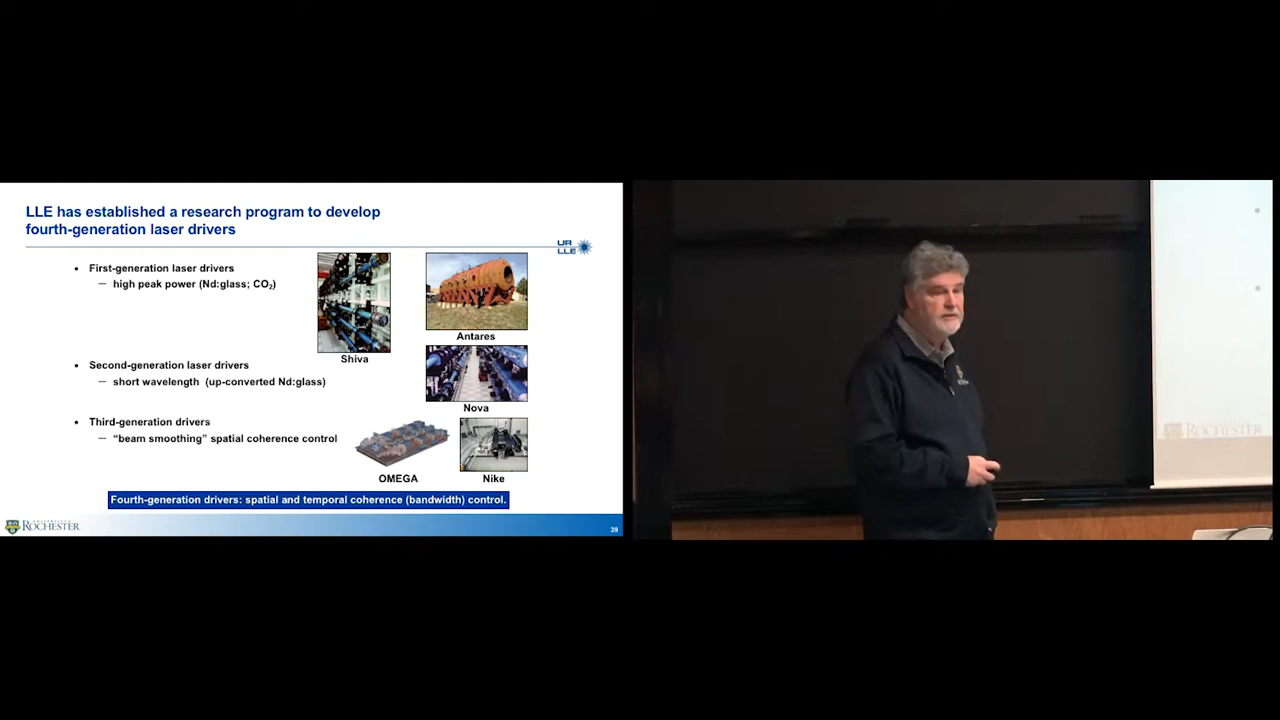 LLE has established a research program to develop
fourth-generation laser drivers
UR
LLE
• First-generation laser drivers
– high peak power (Nd:glass; CO₂)
Shiva
Antares
• Second-generation laser drivers
– short wavelength (up-converted Nd:glass)
Nova
• Third-generation drivers
– “beam smoothing” spatial coherence control
OMEGA
Nike
Fourth-generation drivers: spatial and temporal coherence (bandwidth) control.
ROCHESTER
39
ROCHESTER